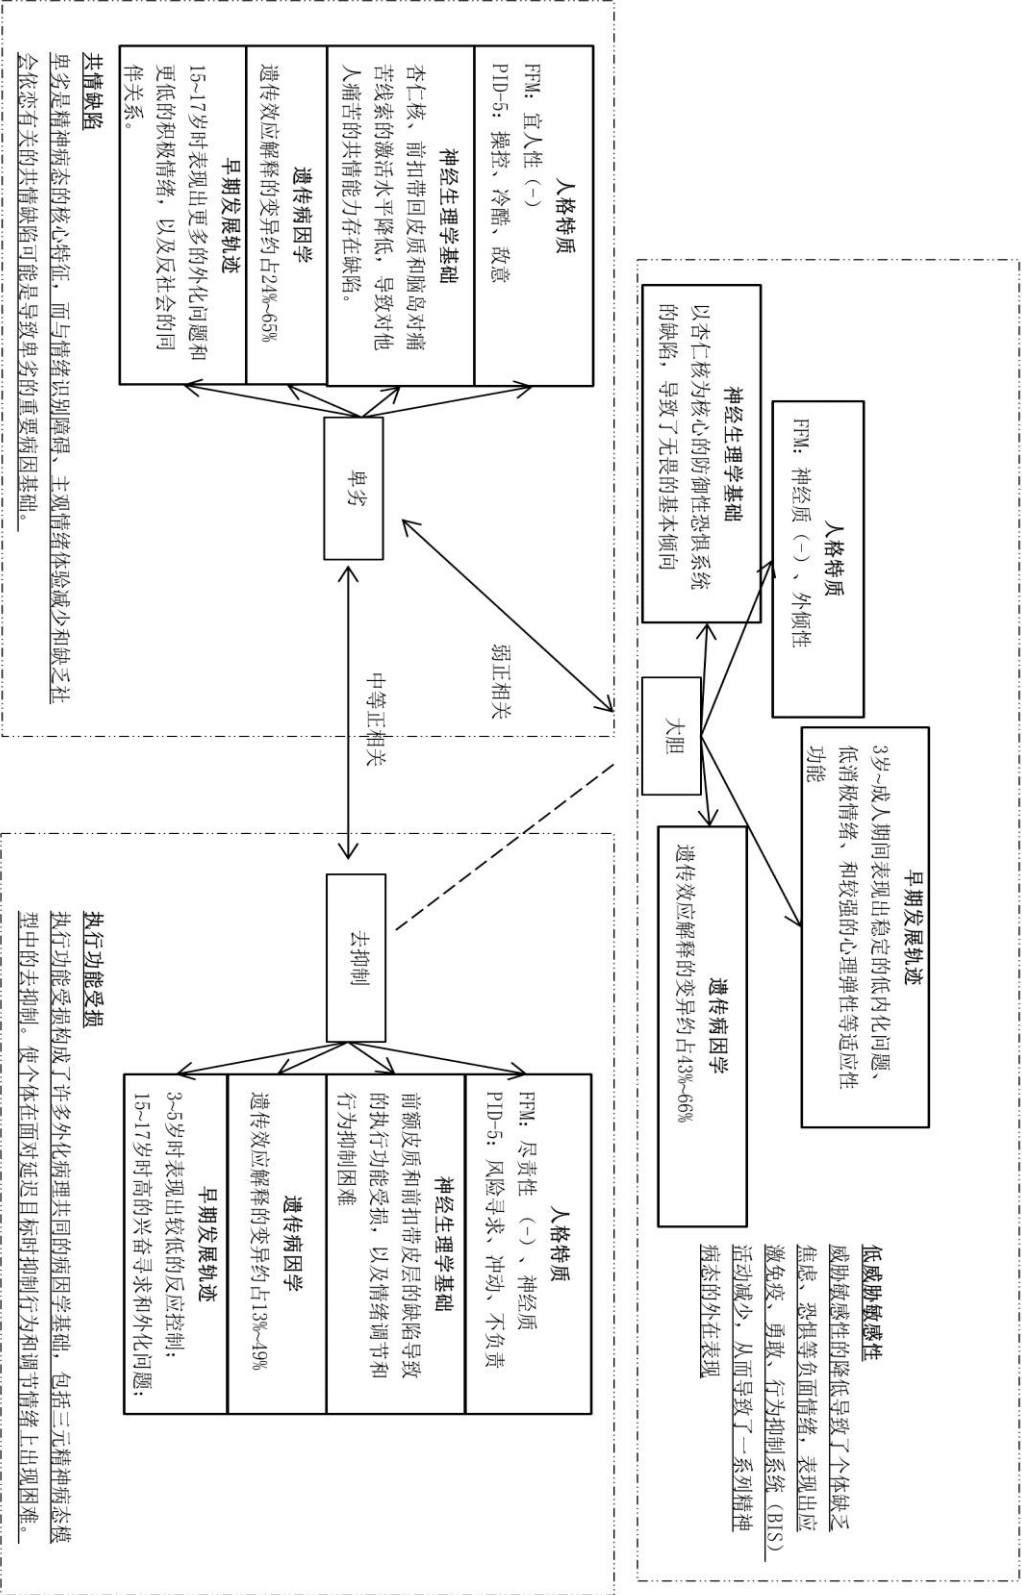 人格特质
FFM：神经质（-）、外倾性
早期发展轨迹
3岁~成人期间表现出稳定的低内化问题、
低消极情绪、和较强的心理弹性等适应性
功能
神经生理学基础
以杏仁核为核心的防御性恐惧系统
的缺陷，导致了无畏的基本倾向
大胆
遗传病因学
遗传效应解释的变异约占43%~66%
低威胁敏感性
威胁敏感性的降低导致了个体缺乏
焦虑、恐惧等负面情绪，表现出应
激免疫、勇敢、行为抑制系统（BIS）
活动减少，从而导致了一系列精神
病态的外在表现
弱正相关
中等正相关
人格特质
FFM：宜人性（-）
PID-5：操控、冷酷、敌意
神经生理学基础
杏仁核、前扣带回皮质和脑岛对痛
苦线索的激活水平降低，导致对他
人痛苦的共情能力存在缺陷。
遗传病因学
遗传效应解释的变异约占24%~65%
早期发展轨迹
15~17岁时表现出更多的外化问题和
更低的积极情绪，以及反社会的同
伴关系。
卑劣
共情缺陷
卑劣是精神病态的核心特征，而与情绪识别障碍、主观情绪体验减少和缺乏社
会依恋有关的共情缺陷可能是导致卑劣的重要病因基础。
去抑制
人格特质
FFM：尽责性 （-）、神经质
PID-5：风险寻求、冲动、不负责
神经生理学基础
前额皮质和前扣带皮层的缺陷导致
的执行功能受损，以及情绪调节和
行为抑制困难
遗传病因学
遗传效应解释的变异约占13%~49%
早期发展轨迹
3~5岁时表现出较低的反应控制；
15~17岁时高的兴奋寻求和外化问题；
执行功能受损
执行功能受损构成了许多外化病理共同的病因学基础，包括三元精神病态模
型中的去抑制。使个体在面对延迟目标时抑制行为和调节情绪上出现困难。